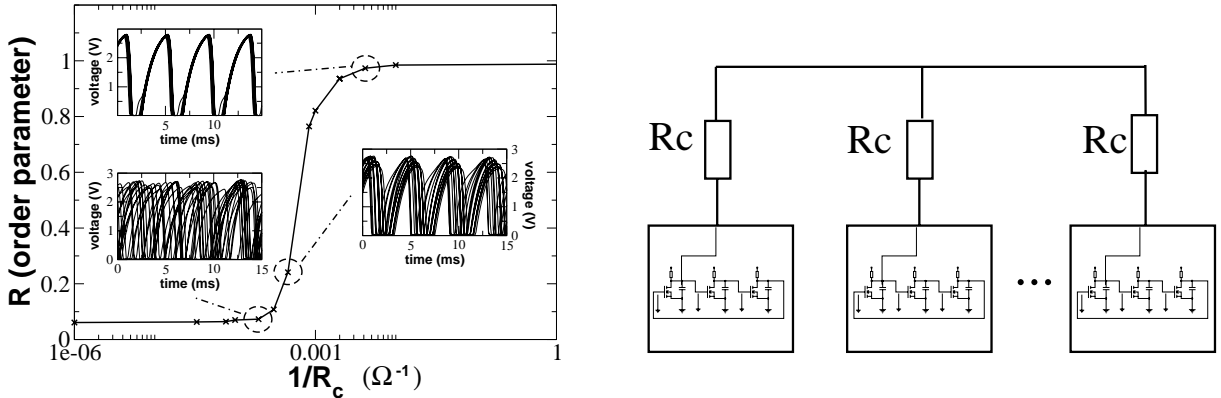 R (order parameter)
1
0.8
0.6
0.4
0.2
0
1e-06
0.001
1
1/Rc (Ω-1)
voltage (V)
2
1
0
5
10
time (ms)
voltage (V)
3
2
1
0
0
5
10
15
time (ms)
3
2
1
0
voltage (V)
0
5
10
15
time (ms)
Rc
Rc
Rc
...